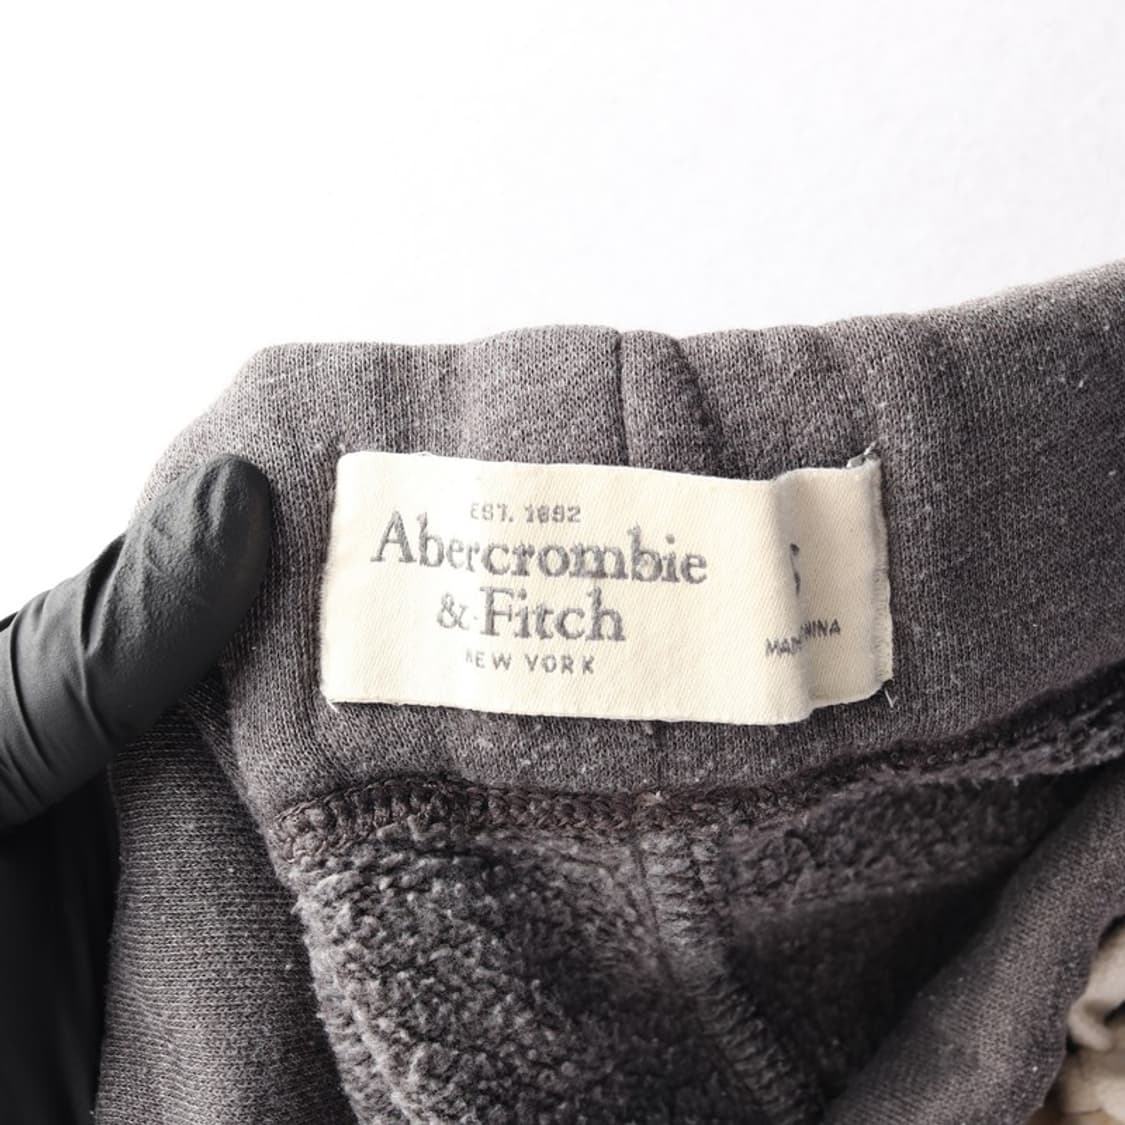 EST. 1892
Abercrombie
& Fitch
NEW YORK
S